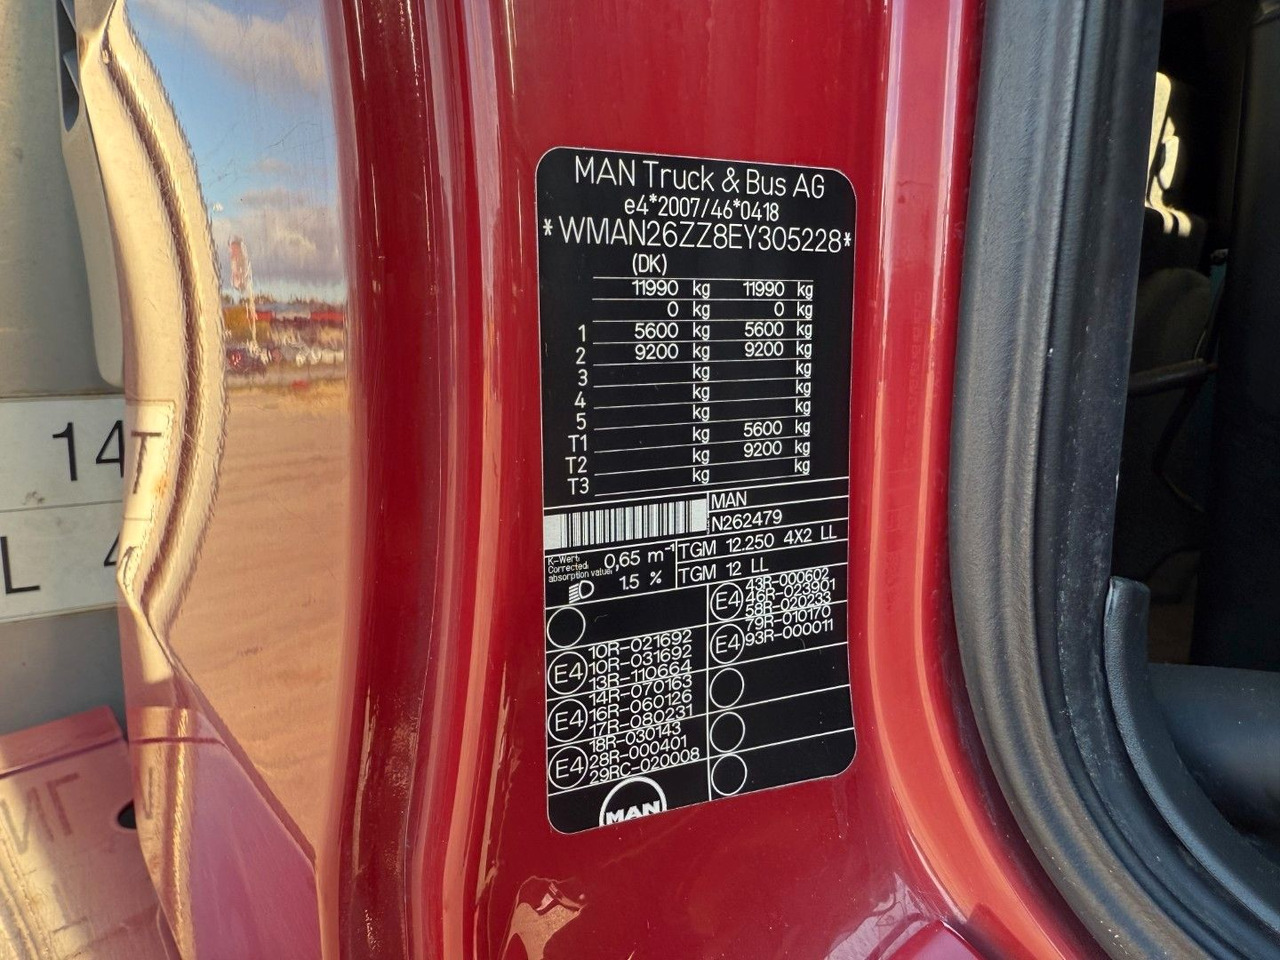 MAN Truck & Bus AG
e4*2007/46*0418
*WMAN26ZZ8EY305228*
(DK)
11990 kg 11990 kg
0 kg 0 kg
1 5600 kg 5600 kg
2 9200 kg 9200 kg
3 kg kg
4 kg kg
5 kg kg
T1 kg 5600 kg
T2 kg 9200 kg
T3 kg kg
MAN
N262479
K-Wert
Corrected
absorption value:
0,65 m-1
1.5 %
TGM 12.250 4X2 LL
TGM 12 LL
E4
10R-021692
10R-031692
13R-110664
E4
14R-070163
16R-060126
17R-080231
E4
18R-030143
28R-000401
29RC-020008
E4
43R-000602
46R-023901
58R-020233
E4
79R-010170
93R-000011
MAN
14
T
L